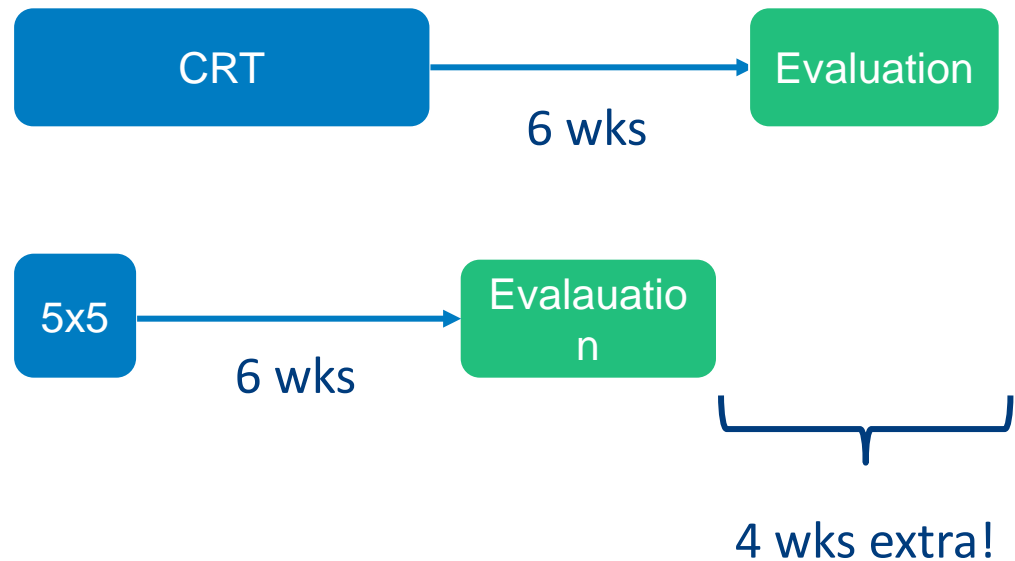 CRT
Evaluation
6 wks
5x5
Evalauatio
n
6 wks
4 wks extra!